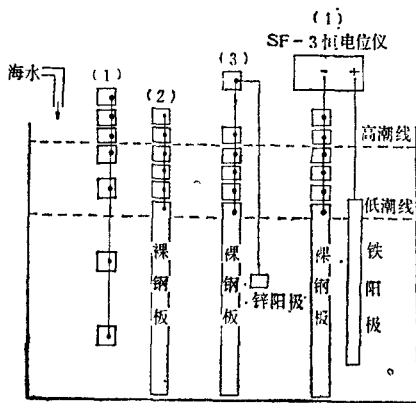 (1)
SF-3恒电位仪
- +
海水
(1)
(2)
(3)
高潮线
低潮线
裸钢板
裸钢板
裸钢板
铁阳极
锌阳极